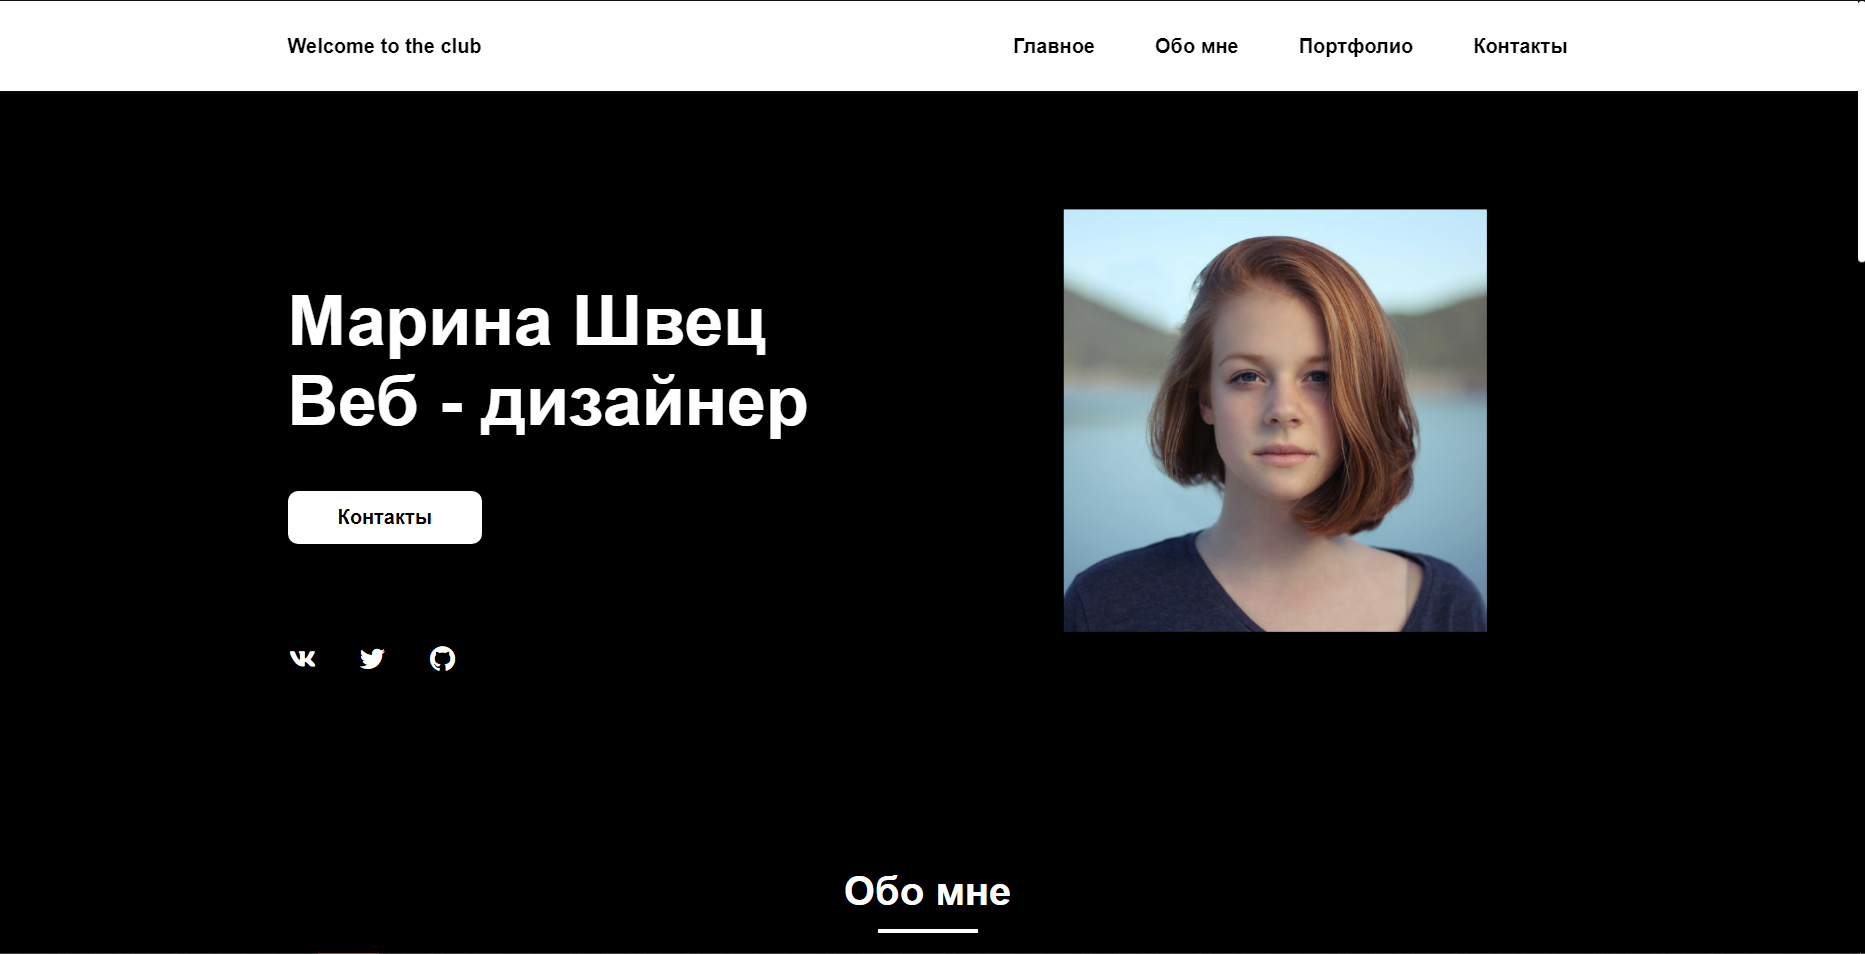 Welcome to the club
Главное
Обо мне
Портфолио
Контакты
Марина Швец
Веб - дизайнер
Контакты
Обо мне